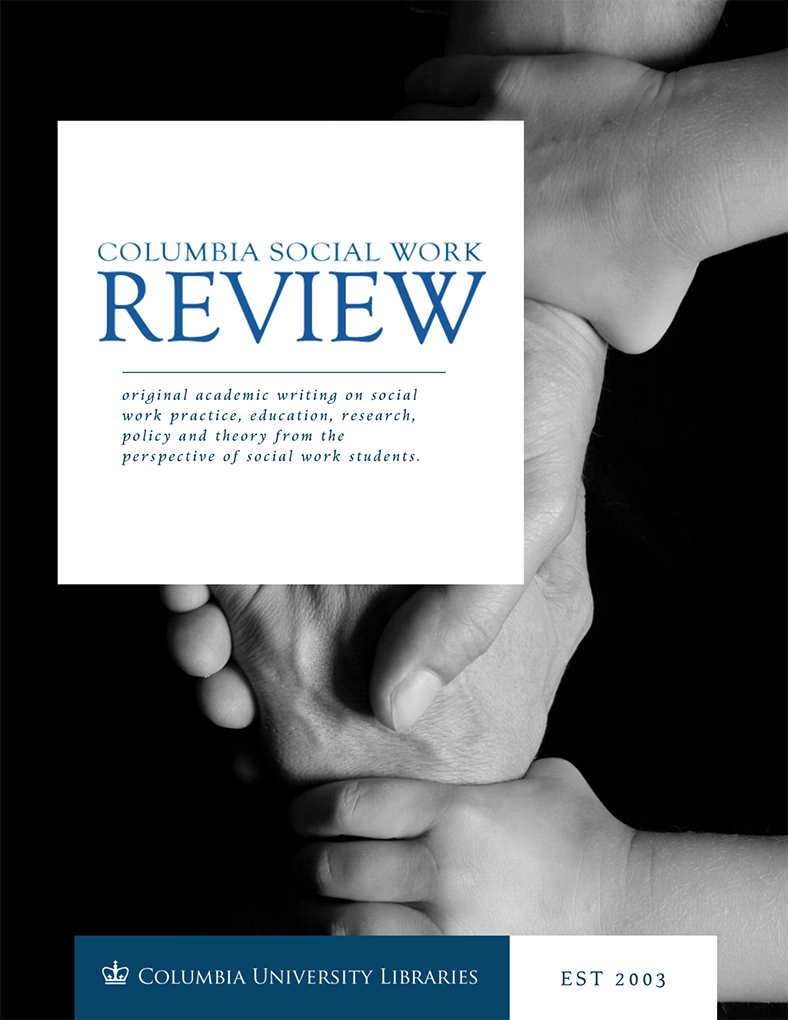 COLUMBIA SOCIAL WORK
REVIEW
original academic writing on social
work practice, education, research,
policy and theory from the
perspective of social work students.
COLUMBIA UNIVERSITY LIBRARIES
EST 2003